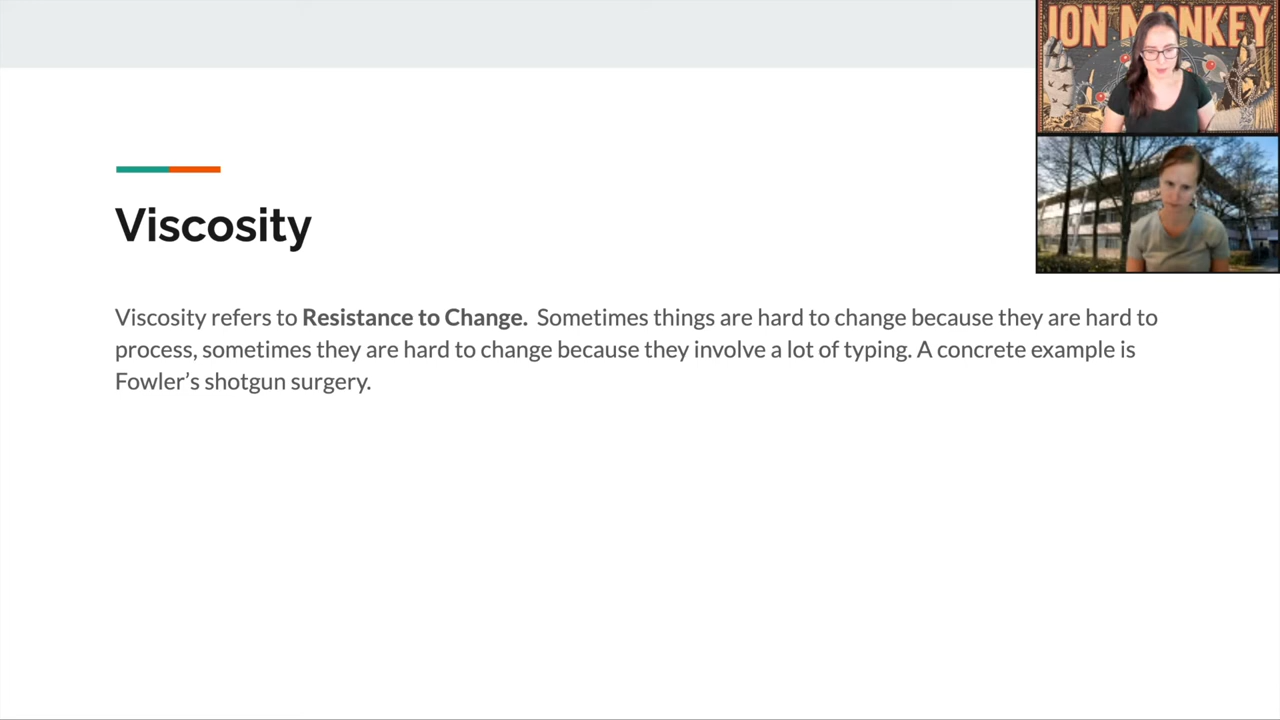 ION MONKEY
Viscosity
Viscosity refers to Resistance to Change. Sometimes things are hard to change because they are hard to
process, sometimes they are hard to change because they involve a lot of typing. A concrete example is
Fowler’s shotgun surgery.